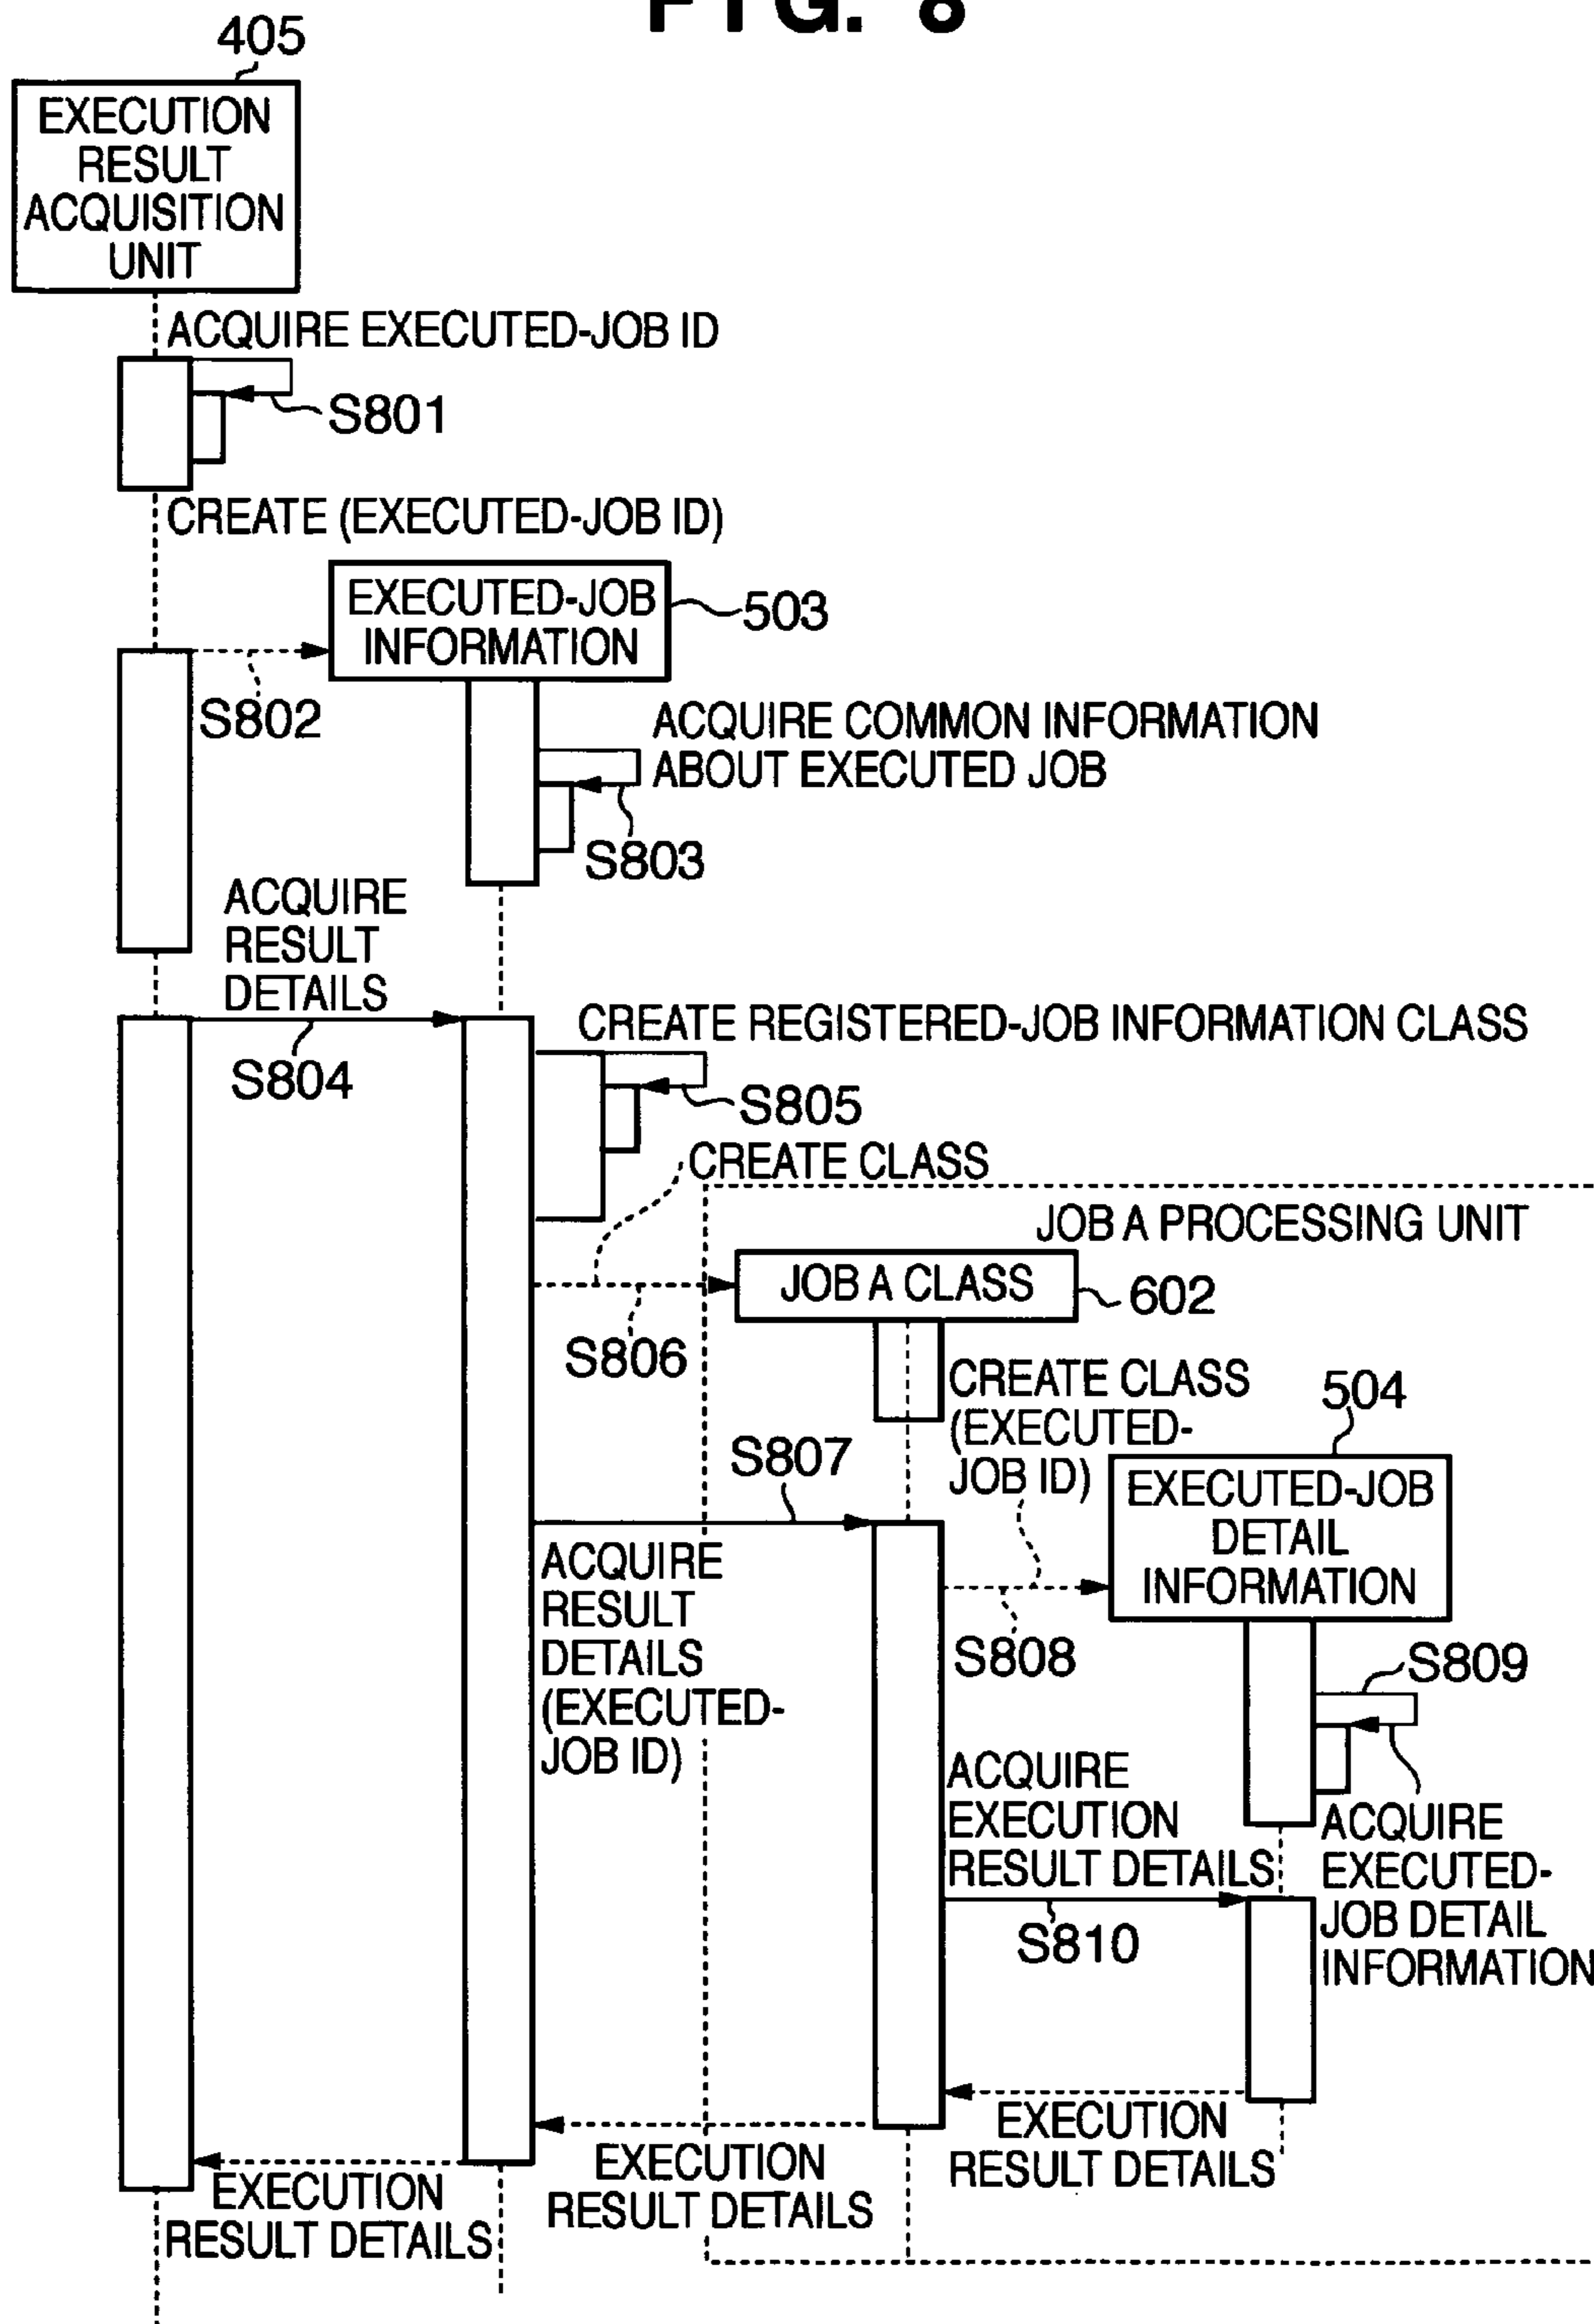 FIG. 8
405
EXECUTION
RESULT
ACQUISITION
UNIT
ACQUIRE EXECUTED-JOB ID
S801
CREATE (EXECUTED-JOB ID)
EXECUTED-JOB
INFORMATION
503
S802
ACQUIRE COMMON INFORMATION
ABOUT EXECUTED JOB
S803
ACQUIRE
RESULT
DETAILS
S804
CREATE REGISTERED-JOB INFORMATION CLASS
S805
CREATE CLASS
JOB A PROCESSING UNIT
JOB A CLASS
602
S806
CREATE CLASS
(EXECUTED-
JOB ID)
504
S807
EXECUTED-JOB
DETAIL
INFORMATION
ACQUIRE
RESULT
DETAILS
(EXECUTED-
JOB ID)
S808
S809
ACQUIRE
EXECUTION
RESULT DETAILS
ACQUIRE
EXECUTED-
JOB DETAIL
INFORMATION
S810
EXECUTION
RESULT DETAILS
EXECUTION
RESULT DETAILS
EXECUTION
RESULT DETAILS